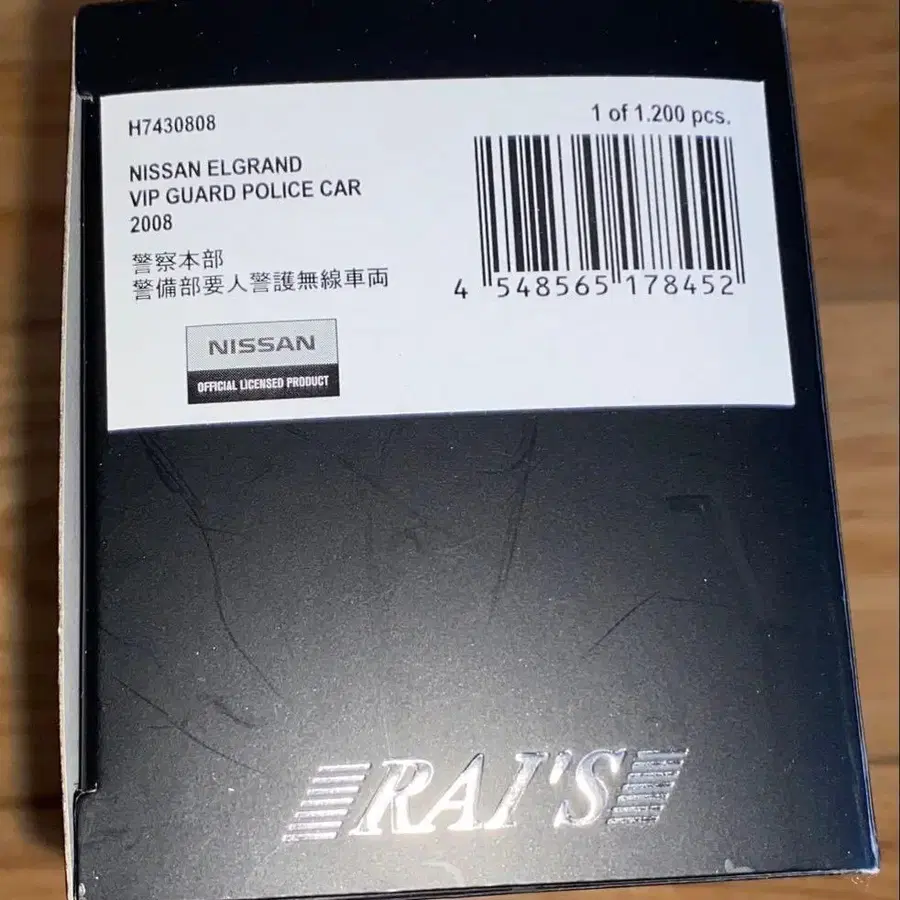 H7430808
1 of 1.200 pcs.
NISSAN ELGRAND
VIP GUARD POLICE CAR
2008
警察本部
警備部要人警護無線車両
4 548565 178452
NISSAN
OFFICIAL LICENSED PRODUCT
RAI'S